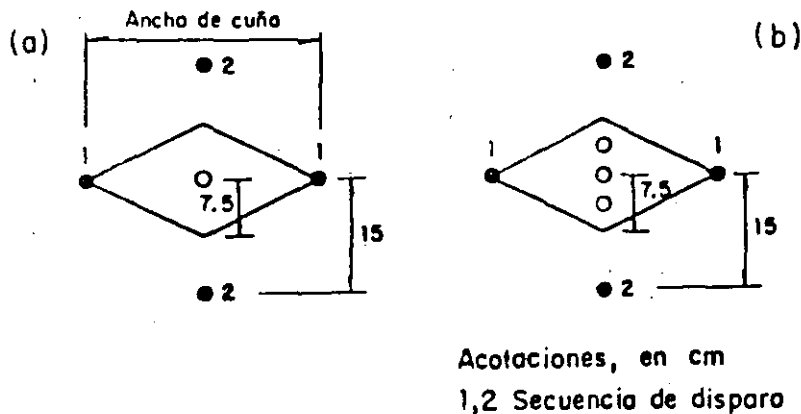 Ancho de cuña
(a)
2
1
1
7.5
15
2
(b)
2
1
1
7.5
15
2
Acotaciones, en cm
1,2 Secuencia de disparo